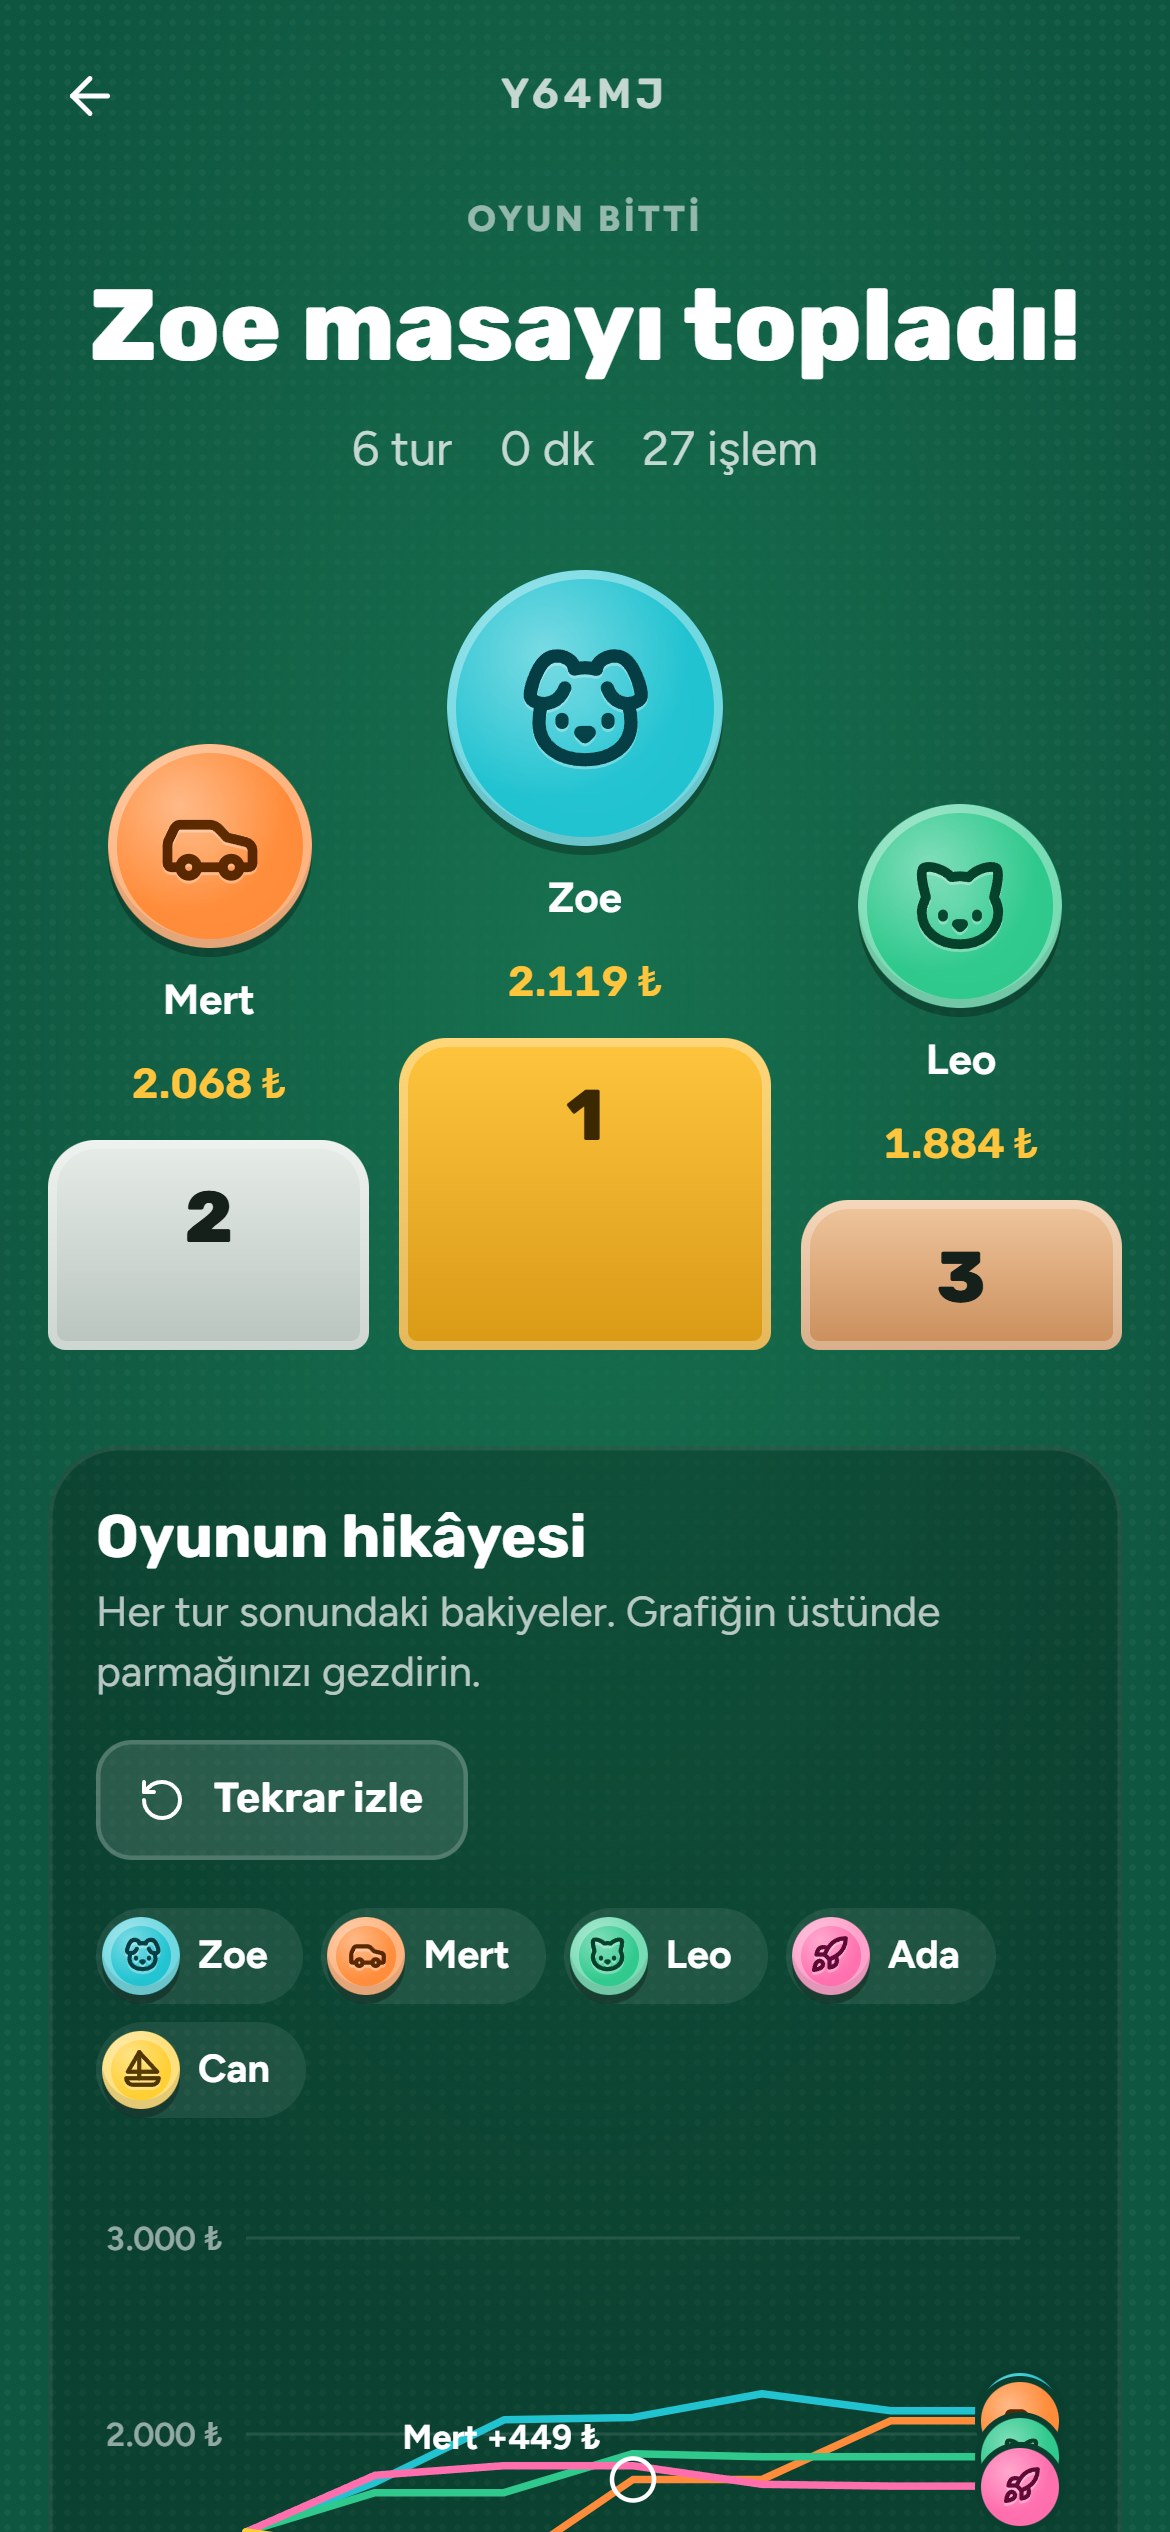 Y64MJ
OYUN BİTTİ
Zoe masayı topladı!
6 tur 0 dk 27 işlem
Zoe
2.119 ₺
Mert
2.068 ₺
Leo
1.884 ₺
1
2
3
Oyunun hikâyesi
Her tur sonundaki bakiyeler. Grafiğin üstünde
parmağınızı gezdirin.
Tekrar izle
Zoe Mert Leo Ada
Can
3.000 ₺
2.000 ₺
Mert +449 ₺